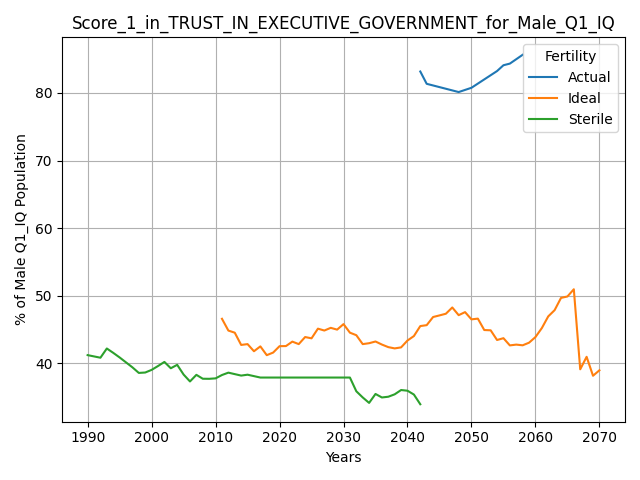 Score_1_in_TRUST_IN_EXECUTIVE_GOVERNMENT_for_Male_Q1_IQ
Fertility
Actual
Ideal
Sterile
80
70
60
50
40
% of Male Q1_IQ Population
1990 2000 2010 2020 2030 2040 2050 2060 2070
Years